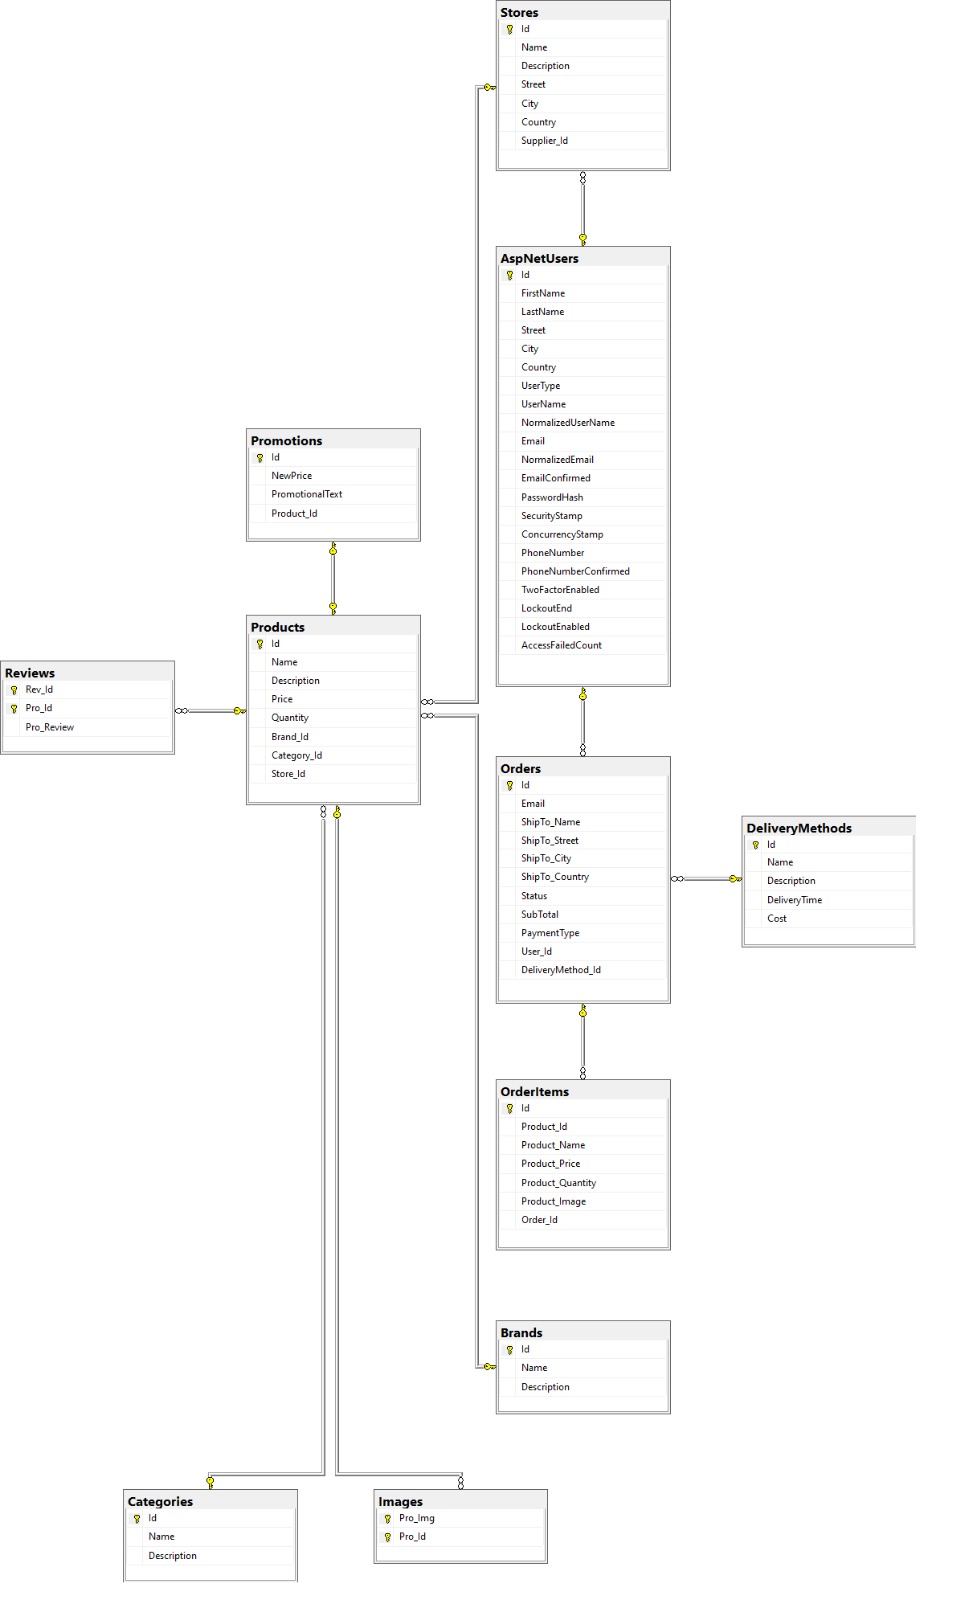 Stores
Id
Name
Description
Street
City
Country
Supplier_Id
AspNetUsers
Id
FirstName
LastName
Street
City
Country
UserType
UserName
NormalizedUserName
Email
NormalizedEmail
EmailConfirmed
PasswordHash
SecurityStamp
ConcurrencyStamp
PhoneNumber
PhoneNumberConfirmed
TwoFactorEnabled
LockoutEnd
LockoutEnabled
AccessFailedCount
Promotions
Id
NewPrice
PromotionalText
Product_Id
Products
Id
Name
Description
Price
Quantity
Brand_Id
Category_Id
Store_Id
Reviews
Rev_Id
Pro_Id
Pro_Review
Orders
Id
Email
ShipTo_Name
ShipTo_Street
ShipTo_City
ShipTo_Country
Status
SubTotal
PaymentType
User_Id
DeliveryMethod_Id
DeliveryMethods
Id
Name
Description
DeliveryTime
Cost
OrderItems
Id
Product_Id
Product_Name
Product_Price
Product_Quantity
Product_Image
Order_Id
Brands
Id
Name
Description
Categories
Id
Name
Description
Images
Pro_Img
Pro_Id